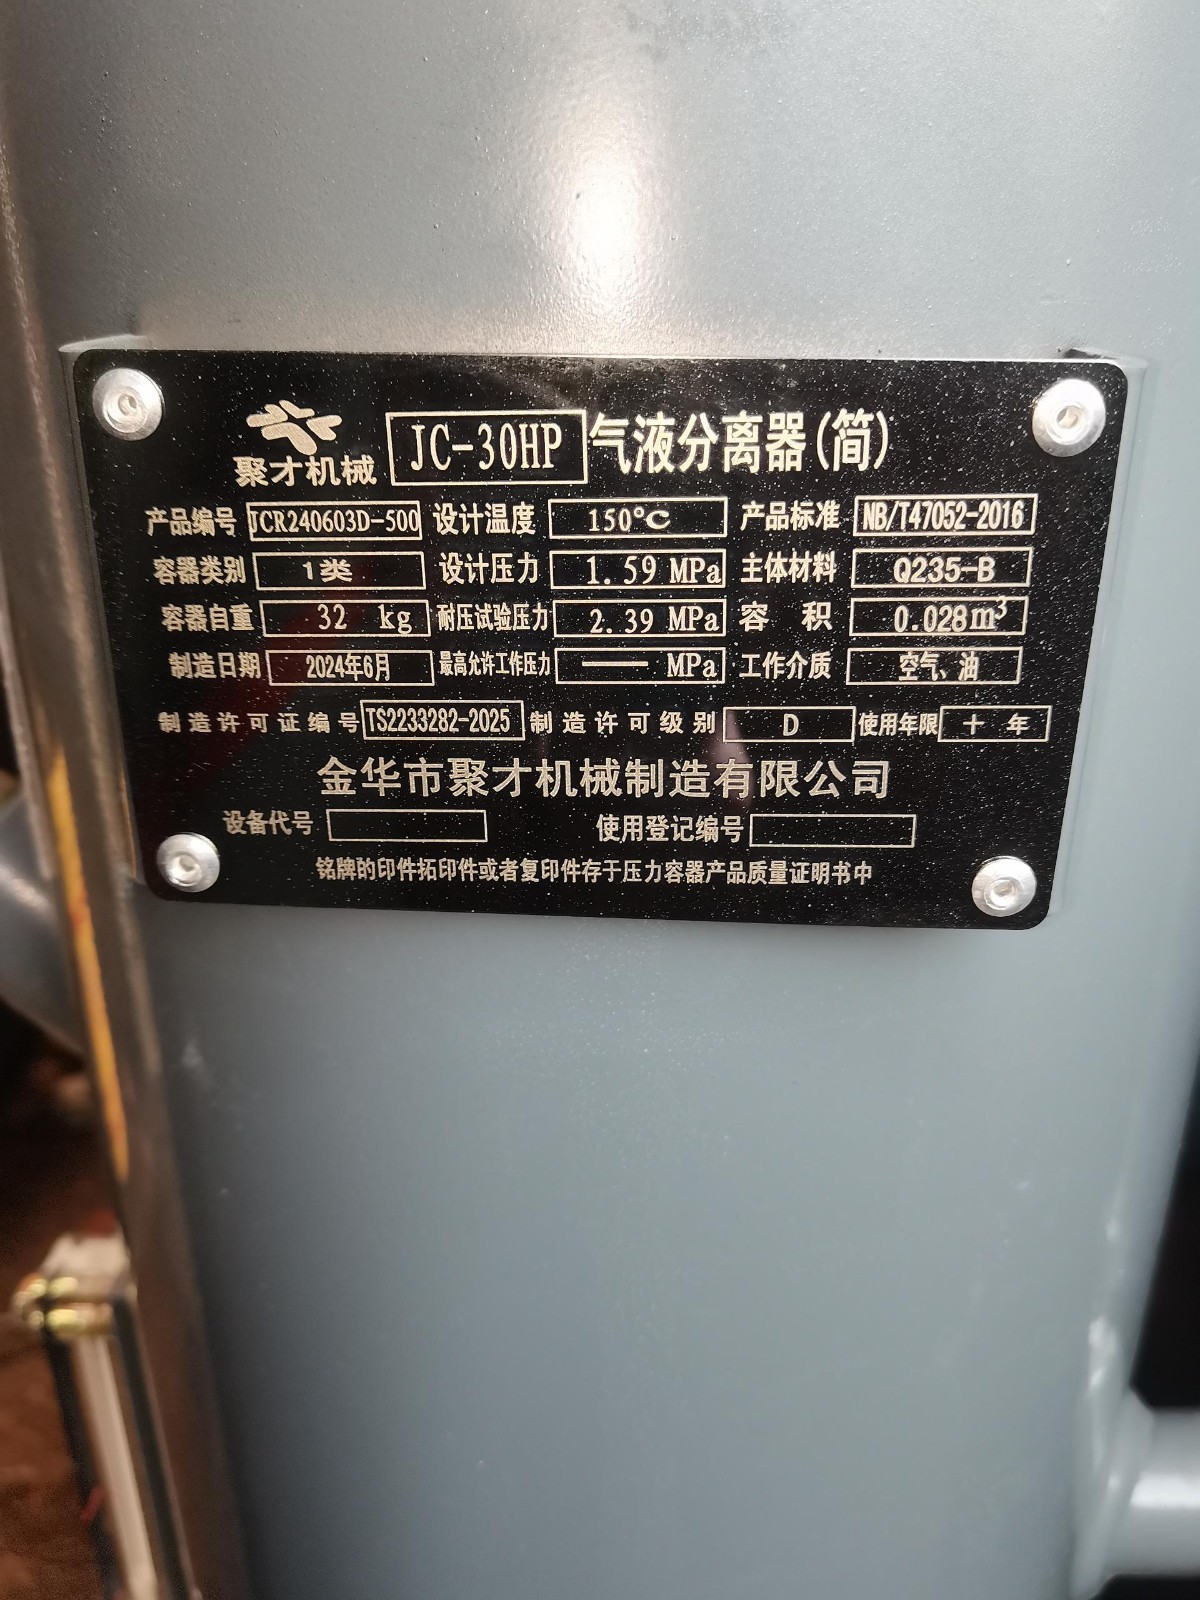 聚才机械 JC-30HP 气液分离器(简)
产品编号 JCR240603D-500 设计温度 150℃ 产品标准 NB/T47052-2016
容器类别 1类 设计压力 1.59 MPa 主体材料 Q235-B
容器自重 32 kg 耐压试验压力 2.39 MPa 容 积 0.028m³
制造日期 2024年6月 最高允许工作压力 —— MPa 工作介质 空气、油
制造许可证编号 TS2233282-2025 制造许可级别 D 使用年限 十 年
金华市聚才机械制造有限公司
设备代号 使用登记编号
铭牌的印件拓印件或者复印件存于压力容器产品质量证明书中